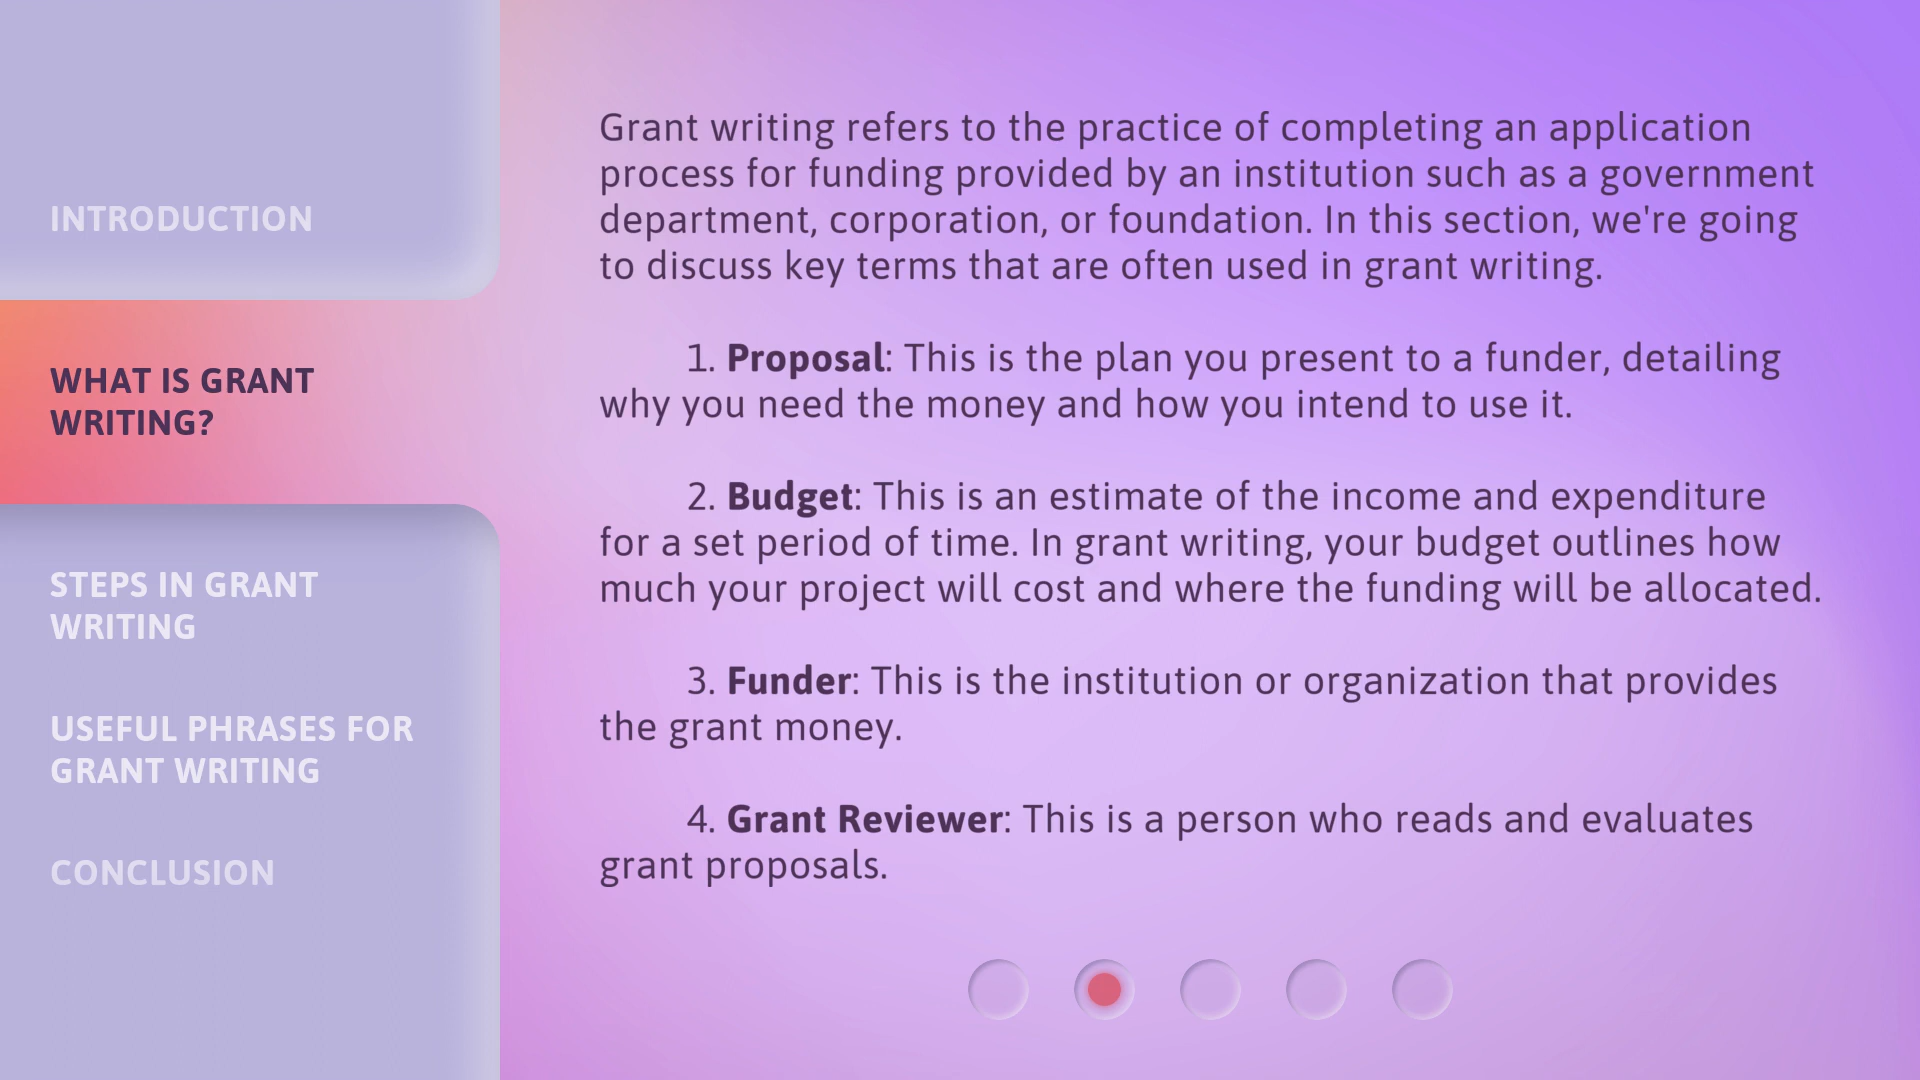 INTRODUCTION
WHAT IS GRANT
WRITING?
STEPS IN GRANT
WRITING
USEFUL PHRASES FOR
GRANT WRITING
CONCLUSION
Grant writing refers to the practice of completing an application
process for funding provided by an institution such as a government
department, corporation, or foundation. In this section, we're going
to discuss key terms that are often used in grant writing.
1. Proposal: This is the plan you present to a funder, detailing
why you need the money and how you intend to use it.
2. Budget: This is an estimate of the income and expenditure
for a set period of time. In grant writing, your budget outlines how
much your project will cost and where the funding will be allocated.
3. Funder: This is the institution or organization that provides
the grant money.
4. Grant Reviewer: This is a person who reads and evaluates
grant proposals.